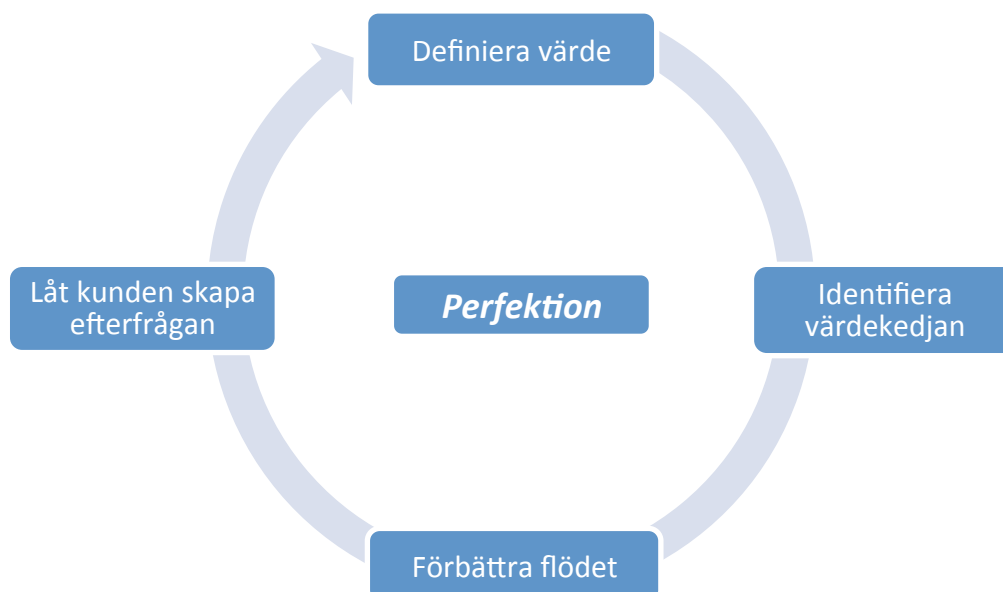 Definiera värde
Låt kunden skapa
efterfrågan
Perfektion
Identifiera
värdekedjan
Förbättra flödet